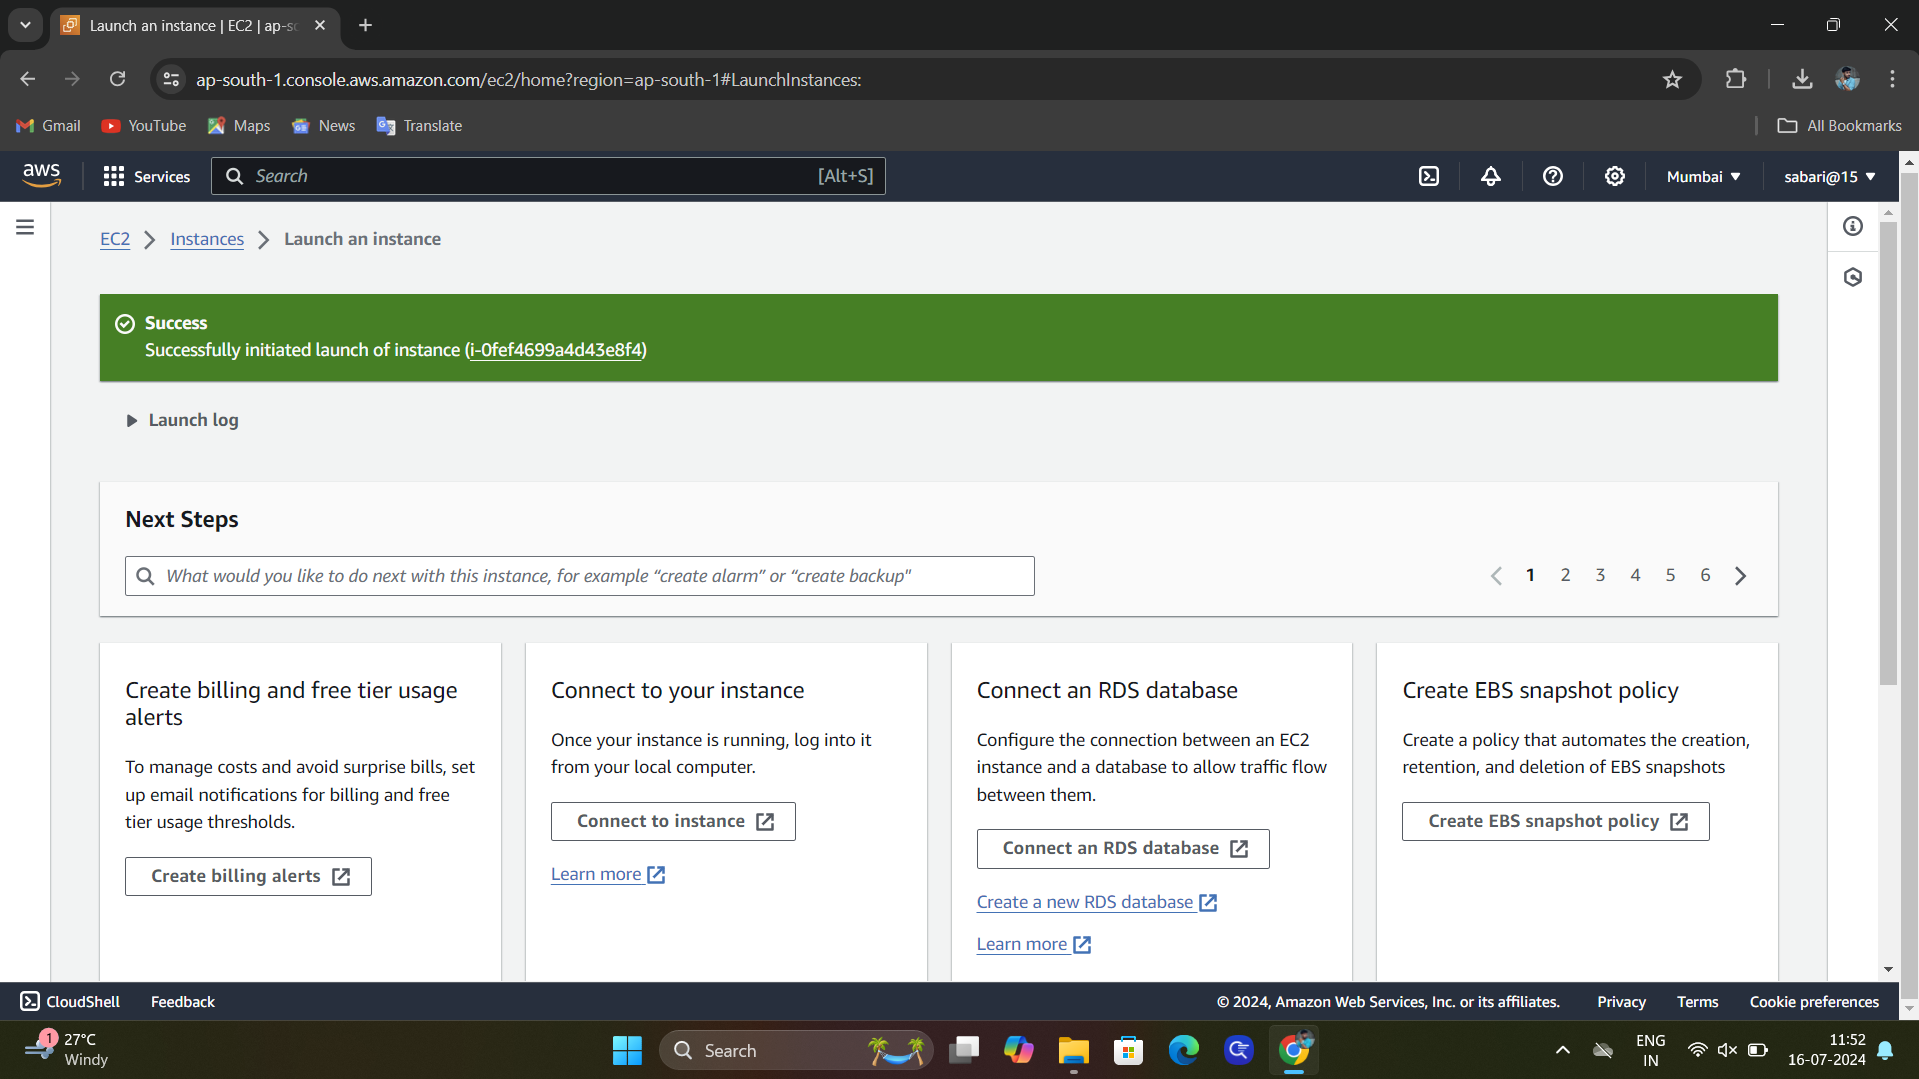 Launch an instance | EC2 | ap-sc
ap-south-1.console.aws.amazon.com/ec2/home?region=ap-south-1#LaunchInstances:
Gmail YouTube Maps News Translate All Bookmarks
aws Services Search [Alt+S] Mumbai sabari@15
EC2 Instances Launch an instance
Success
Successfully initiated launch of instance (i-0fef4699a4d43e8f4)
Launch log
Next Steps
What would you like to do next with this instance, for example “create alarm” or “create backup"
1 2 3 4 5 6
Create billing and free tier usage
alerts
To manage costs and avoid surprise bills, set
up email notifications for billing and free
tier usage thresholds.
Create billing alerts
Connect to your instance
Once your instance is running, log into it
from your local computer.
Connect to instance
Learn more
Connect an RDS database
Configure the connection between an EC2
instance and a database to allow traffic flow
between them.
Connect an RDS database
Create a new RDS database
Learn more
Create EBS snapshot policy
Create a policy that automates the creation,
retention, and deletion of EBS snapshots
Create EBS snapshot policy
CloudShell Feedback © 2024, Amazon Web Services, Inc. or its affiliates. Privacy Terms Cookie preferences
1
27°C
Windy
Search
ENG
IN
11:52
16-07-2024